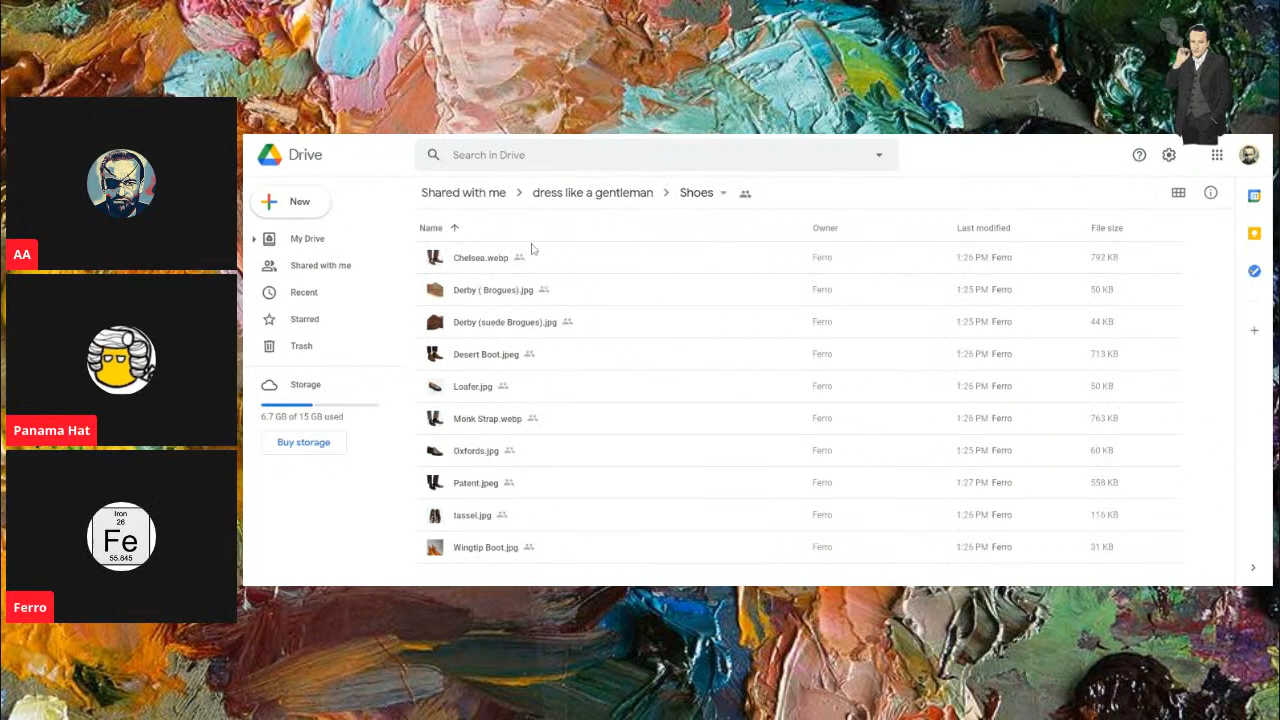 AA
Panama Hat
Iron
26
Fe
55.845
Ferro
Drive
Search in Drive
New
My Drive
Shared with me
Recent
Starred
Trash
Storage
6.7 GB of 15 GB used
Buy storage
Shared with me > dress like a gentleman > Shoes
Name Owner Last modified File size
Chelsea.webp Ferro 1:26 PM Ferro 792 KB
Derby ( Brogues).jpg Ferro 1:25 PM Ferro 50 KB
Derby (suede Brogues).jpg Ferro 1:25 PM Ferro 44 KB
Desert Boot.jpeg Ferro 1:26 PM Ferro 713 KB
Loafer.jpg Ferro 1:26 PM Ferro 50 KB
Monk Strap.webp Ferro 1:26 PM Ferro 763 KB
Oxfords.jpg Ferro 1:25 PM Ferro 60 KB
Patent.jpeg Ferro 1:27 PM Ferro 558 KB
tassel.jpg Ferro 1:26 PM Ferro 116 KB
Wingtip Boot.jpg Ferro 1:26 PM Ferro 31 KB